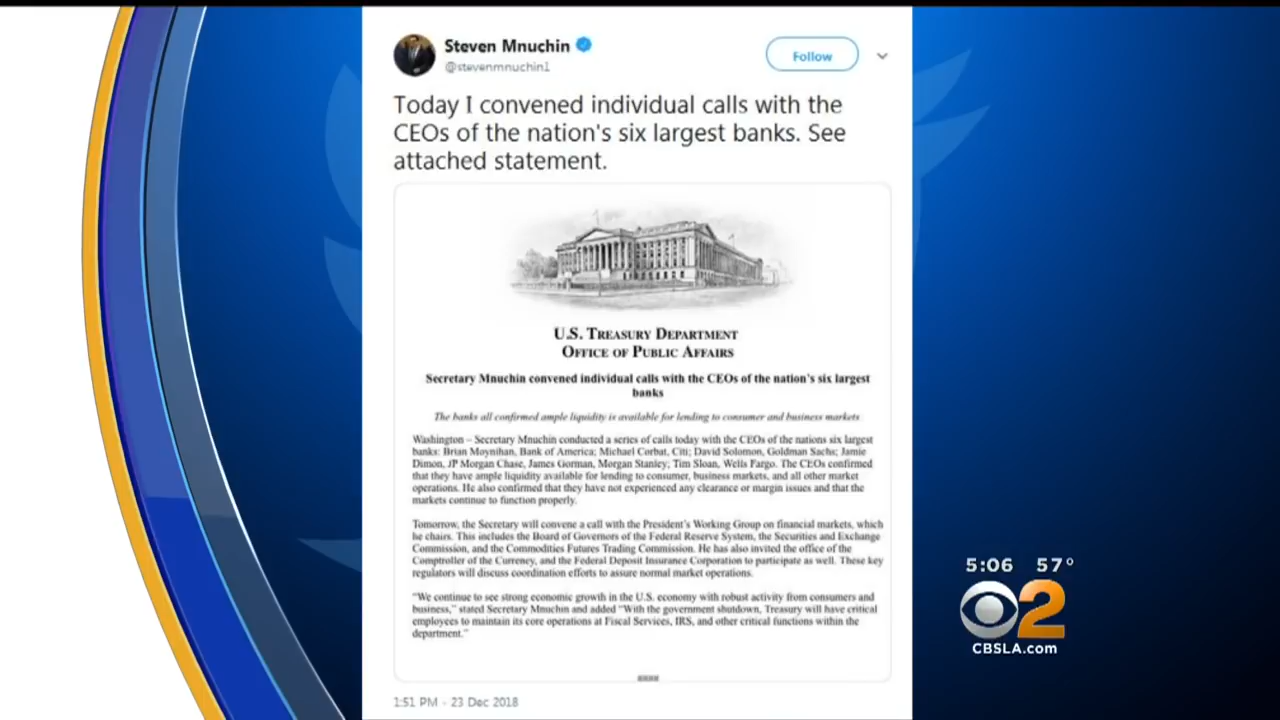 Steven Mnuchin
@stevenmnuchin1
Follow
Today I convened individual calls with the
CEOs of the nation's six largest banks. See
attached statement.
U.S. TREASURY DEPARTMENT
OFFICE OF PUBLIC AFFAIRS
Secretary Mnuchin convened individual calls with the CEOs of the nation's six largest
banks
The banks all confirmed ample liquidity is available for lending to consumer and business markets
Washington – Secretary Mnuchin conducted a series of calls today with the CEOs of the nations six largest
banks: Brian Moynihan, Bank of America; Michael Corbat, Citi; David Solomon, Goldman Sachs; Jamie
Dimon, JP Morgan Chase, James Gorman, Morgan Stanley; Tim Sloan, Wells Fargo. The CEOs confirmed
that they have ample liquidity available for lending to consumer, business markets, and all other market
operations. He also confirmed that they have not experienced any clearance or margin issues and that the
markets continue to function properly.
Tomorrow, the Secretary will convene a call with the President's Working Group on financial markets, which
he chairs. This includes the Board of Governors of the Federal Reserve System, the Securities and Exchange
Commission, and the Commodities Futures Trading Commission. He has also invited the office of the
Comptroller of the Currency, and the Federal Deposit Insurance Corporation to participate as well. These key
regulators will discuss coordination efforts to assure normal market operations.
"We continue to see strong economic growth in the U.S. economy with robust activity from consumers and
business," stated Secretary Mnuchin and added "With the government shutdown, Treasury will have critical
employees to maintain its core operations at Fiscal Services, IRS, and other critical functions within the
department."
####
1:51 PM - 23 Dec 2018
5:06 57°
2
CBSLA.com